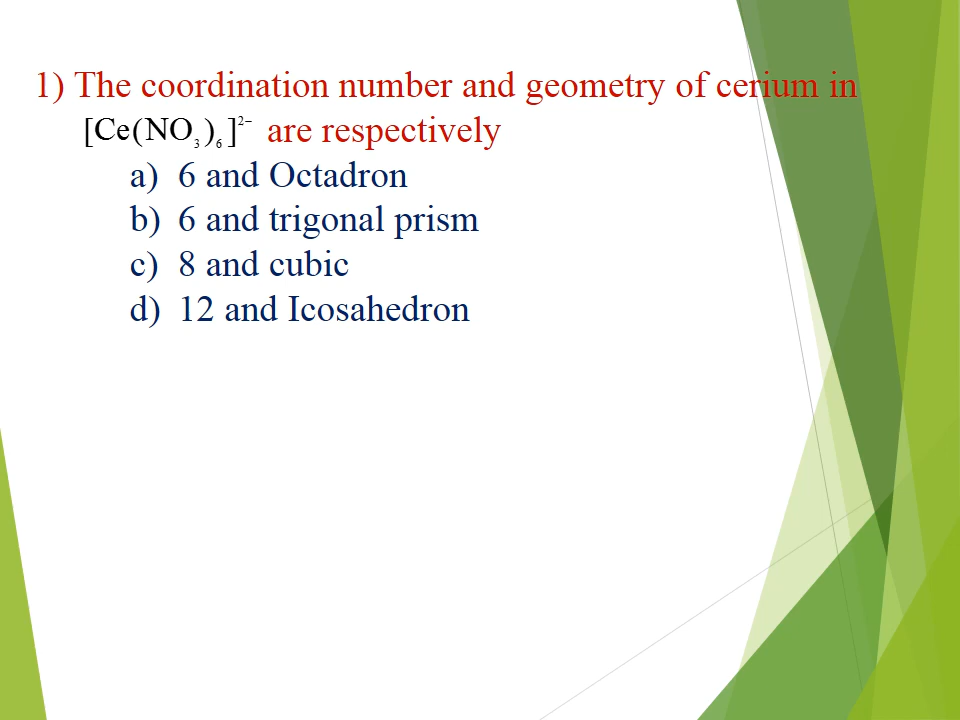 1) The coordination number and geometry of cerium in
[Ce(NO₃)₆]²⁻ are respectively
a) 6 and Octadron
b) 6 and trigonal prism
c) 8 and cubic
d) 12 and Icosahedron